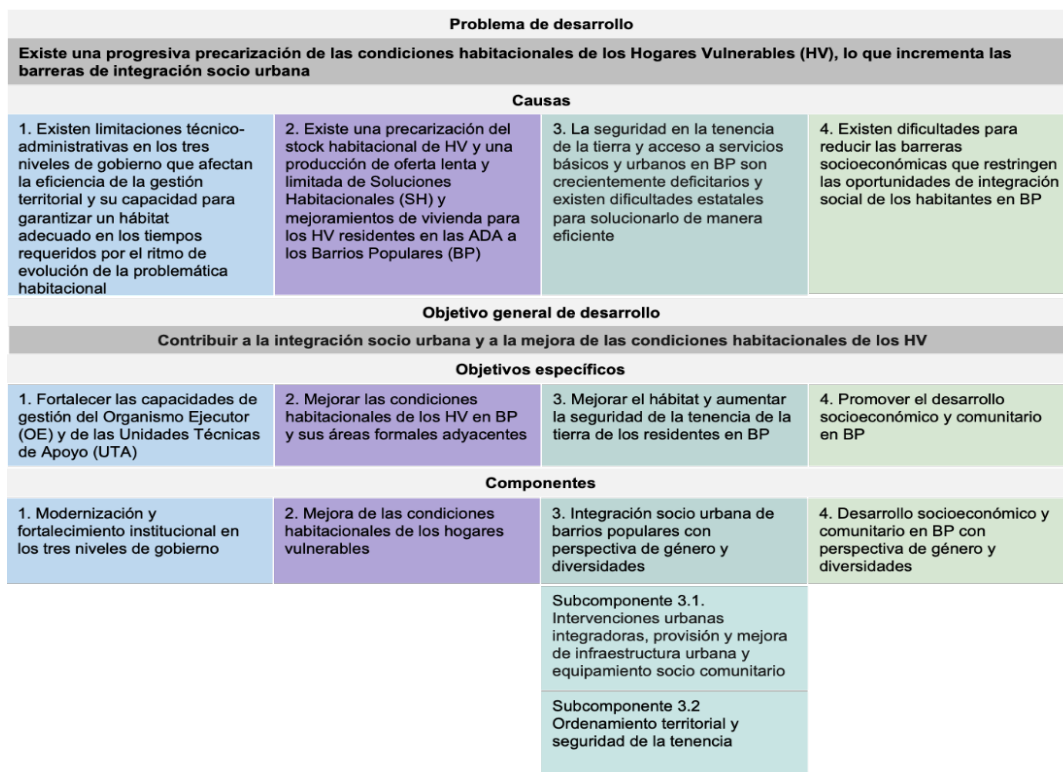 Problema de desarrollo
Existe una progresiva precarización de las condiciones habitacionales de los Hogares Vulnerables (HV), lo que incrementa las
barreras de integración socio urbana
Causas
1. Existen limitaciones técnico-
administrativas en los tres
niveles de gobierno que afectan
la eficiencia de la gestión
territorial y su capacidad para
garantizar un hábitat
adecuado en los tiempos
requeridos por el ritmo de
evolución de la problemática
habitacional
2. Existe una precarización del
stock habitacional de HV y una
producción de oferta lenta y
limitada de Soluciones
Habitacionales (SH) y
mejoramientos de vivienda para
los HV residentes en las ADA a
los Barrios Populares (BP)
3. La seguridad en la tenencia
de la tierra y acceso a servicios
básicos y urbanos en BP son
crecientemente deficitarios y
existen dificultades estatales
para solucionarlo de manera
eficiente
4. Existen dificultades para
reducir las barreras
socioeconómicas que restringen
las oportunidades de integración
social de los habitantes en BP
Objetivo general de desarrollo
Contribuir a la integración socio urbana y a la mejora de las condiciones habitacionales de los HV
Objetivos específicos
1. Fortalecer las capacidades de
gestión del Organismo Ejecutor
(OE) y de las Unidades Técnicas
de Apoyo (UTA)
2. Mejorar las condiciones
habitacionales de los HV en BP
y sus áreas formales adyacentes
3. Mejorar el hábitat y aumentar
la seguridad de la tenencia de la
tierra de los residentes en BP
4. Promover el desarrollo
socioeconómico y comunitario
en BP
Componentes
1. Modernización y
fortalecimiento institucional en
los tres niveles de gobierno
2. Mejora de las condiciones
habitacionales de los hogares
vulnerables
3. Integración socio urbana de
barrios populares con
perspectiva de género y
diversidades
4. Desarrollo socioeconómico y
comunitario en BP con
perspectiva de género y
diversidades
Subcomponente 3.1.
Intervenciones urbanas
integradoras, provisión y mejora
de infraestructura urbana y
equipamiento socio comunitario
Subcomponente 3.2
Ordenamiento territorial y
seguridad de la tenencia